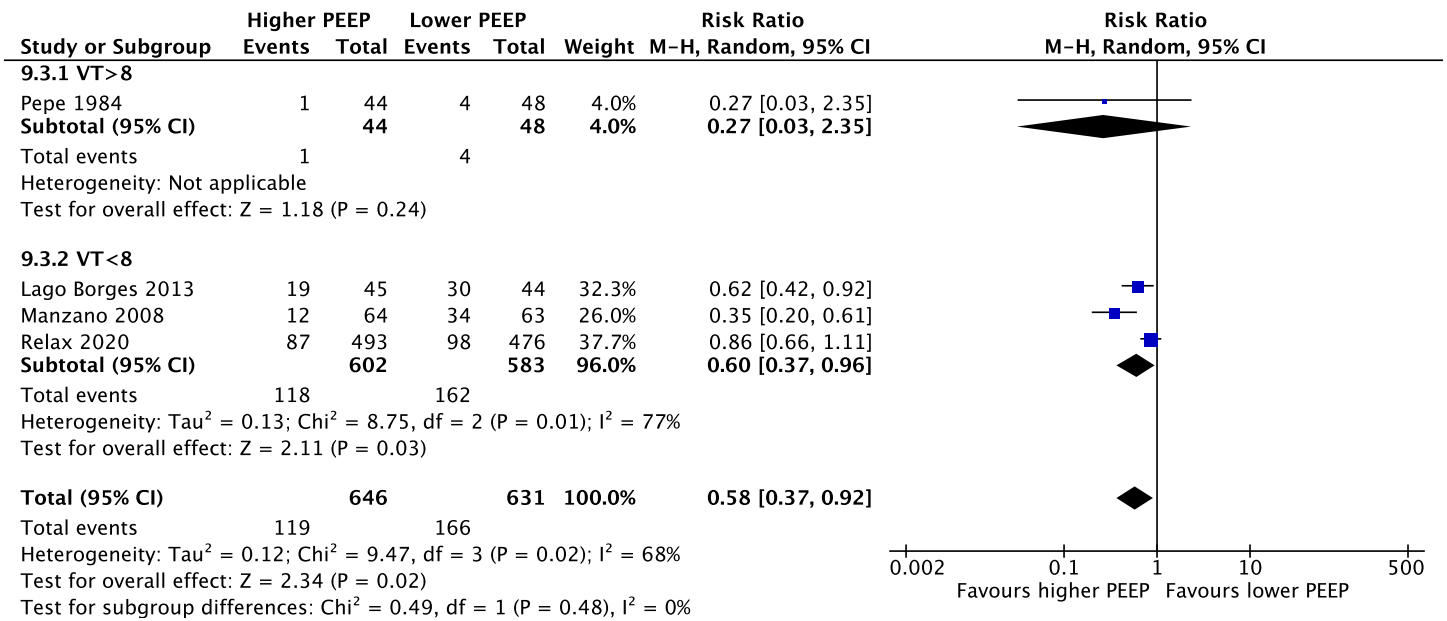 Higher PEEP Lower PEEP Risk Ratio Risk Ratio
Study or Subgroup Events Total Events Total Weight M-H, Random, 95% CI M-H, Random, 95% CI
9.3.1 VT>8
Pepe 1984 1 44 4 48 4.0% 0.27 [0.03, 2.35]
Subtotal (95% CI) 44 48 4.0% 0.27 [0.03, 2.35]
Total events 1 4
Heterogeneity: Not applicable
Test for overall effect: Z = 1.18 (P = 0.24)
9.3.2 VT<8
Lago Borges 2013 19 45 30 44 32.3% 0.62 [0.42, 0.92]
Manzano 2008 12 64 34 63 26.0% 0.35 [0.20, 0.61]
Relax 2020 87 493 98 476 37.7% 0.86 [0.66, 1.11]
Subtotal (95% CI) 602 583 96.0% 0.60 [0.37, 0.96]
Total events 118 162
Heterogeneity: Tau² = 0.13; Chi² = 8.75, df = 2 (P = 0.01); I² = 77%
Test for overall effect: Z = 2.11 (P = 0.03)
Total (95% CI) 646 631 100.0% 0.58 [0.37, 0.92]
Total events 119 166
Heterogeneity: Tau² = 0.12; Chi² = 9.47, df = 3 (P = 0.02); I² = 68%
Test for overall effect: Z = 2.34 (P = 0.02)
Test for subgroup differences: Chi² = 0.49, df = 1 (P = 0.48), I² = 0%
0.002 0.1 1 10 500
Favours higher PEEP Favours lower PEEP